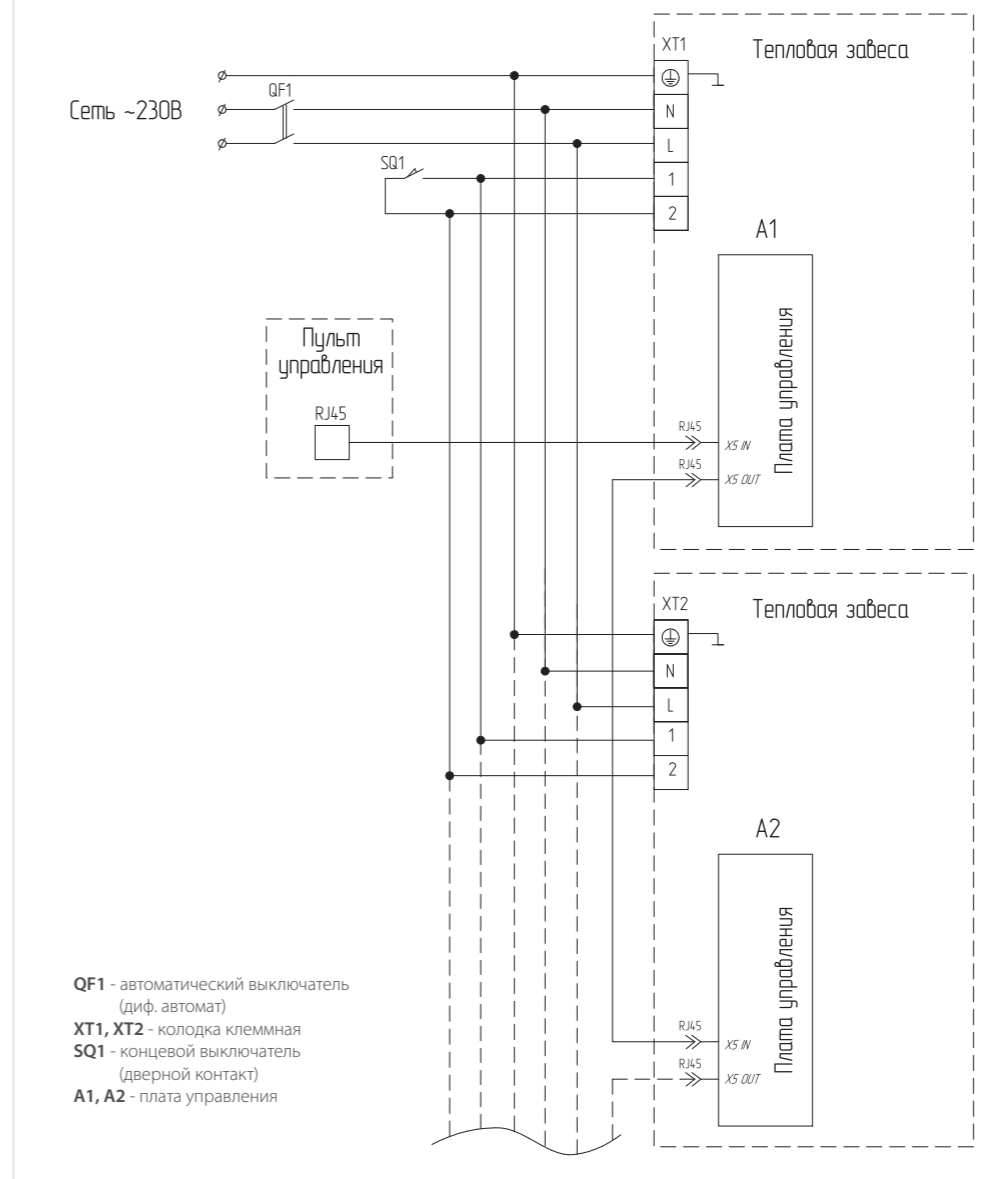 XT1
Тепловая завеса
QF1
N
Сеть ~230В
L
SQ1
1
2
A1
Пульт
управления
RJ45
Плата управления
RJ45
X5 IN
RJ45
X5 OUT
XT2
Тепловая завеса
N
L
1
2
A2
Плата управления
RJ45
X5 IN
RJ45
X5 OUT
QF1 - автоматический выключатель
(диф. автомат)
XT1, XT2 - колодка клеммная
SQ1 - концевой выключатель
(дверной контакт)
A1, A2 - плата управления